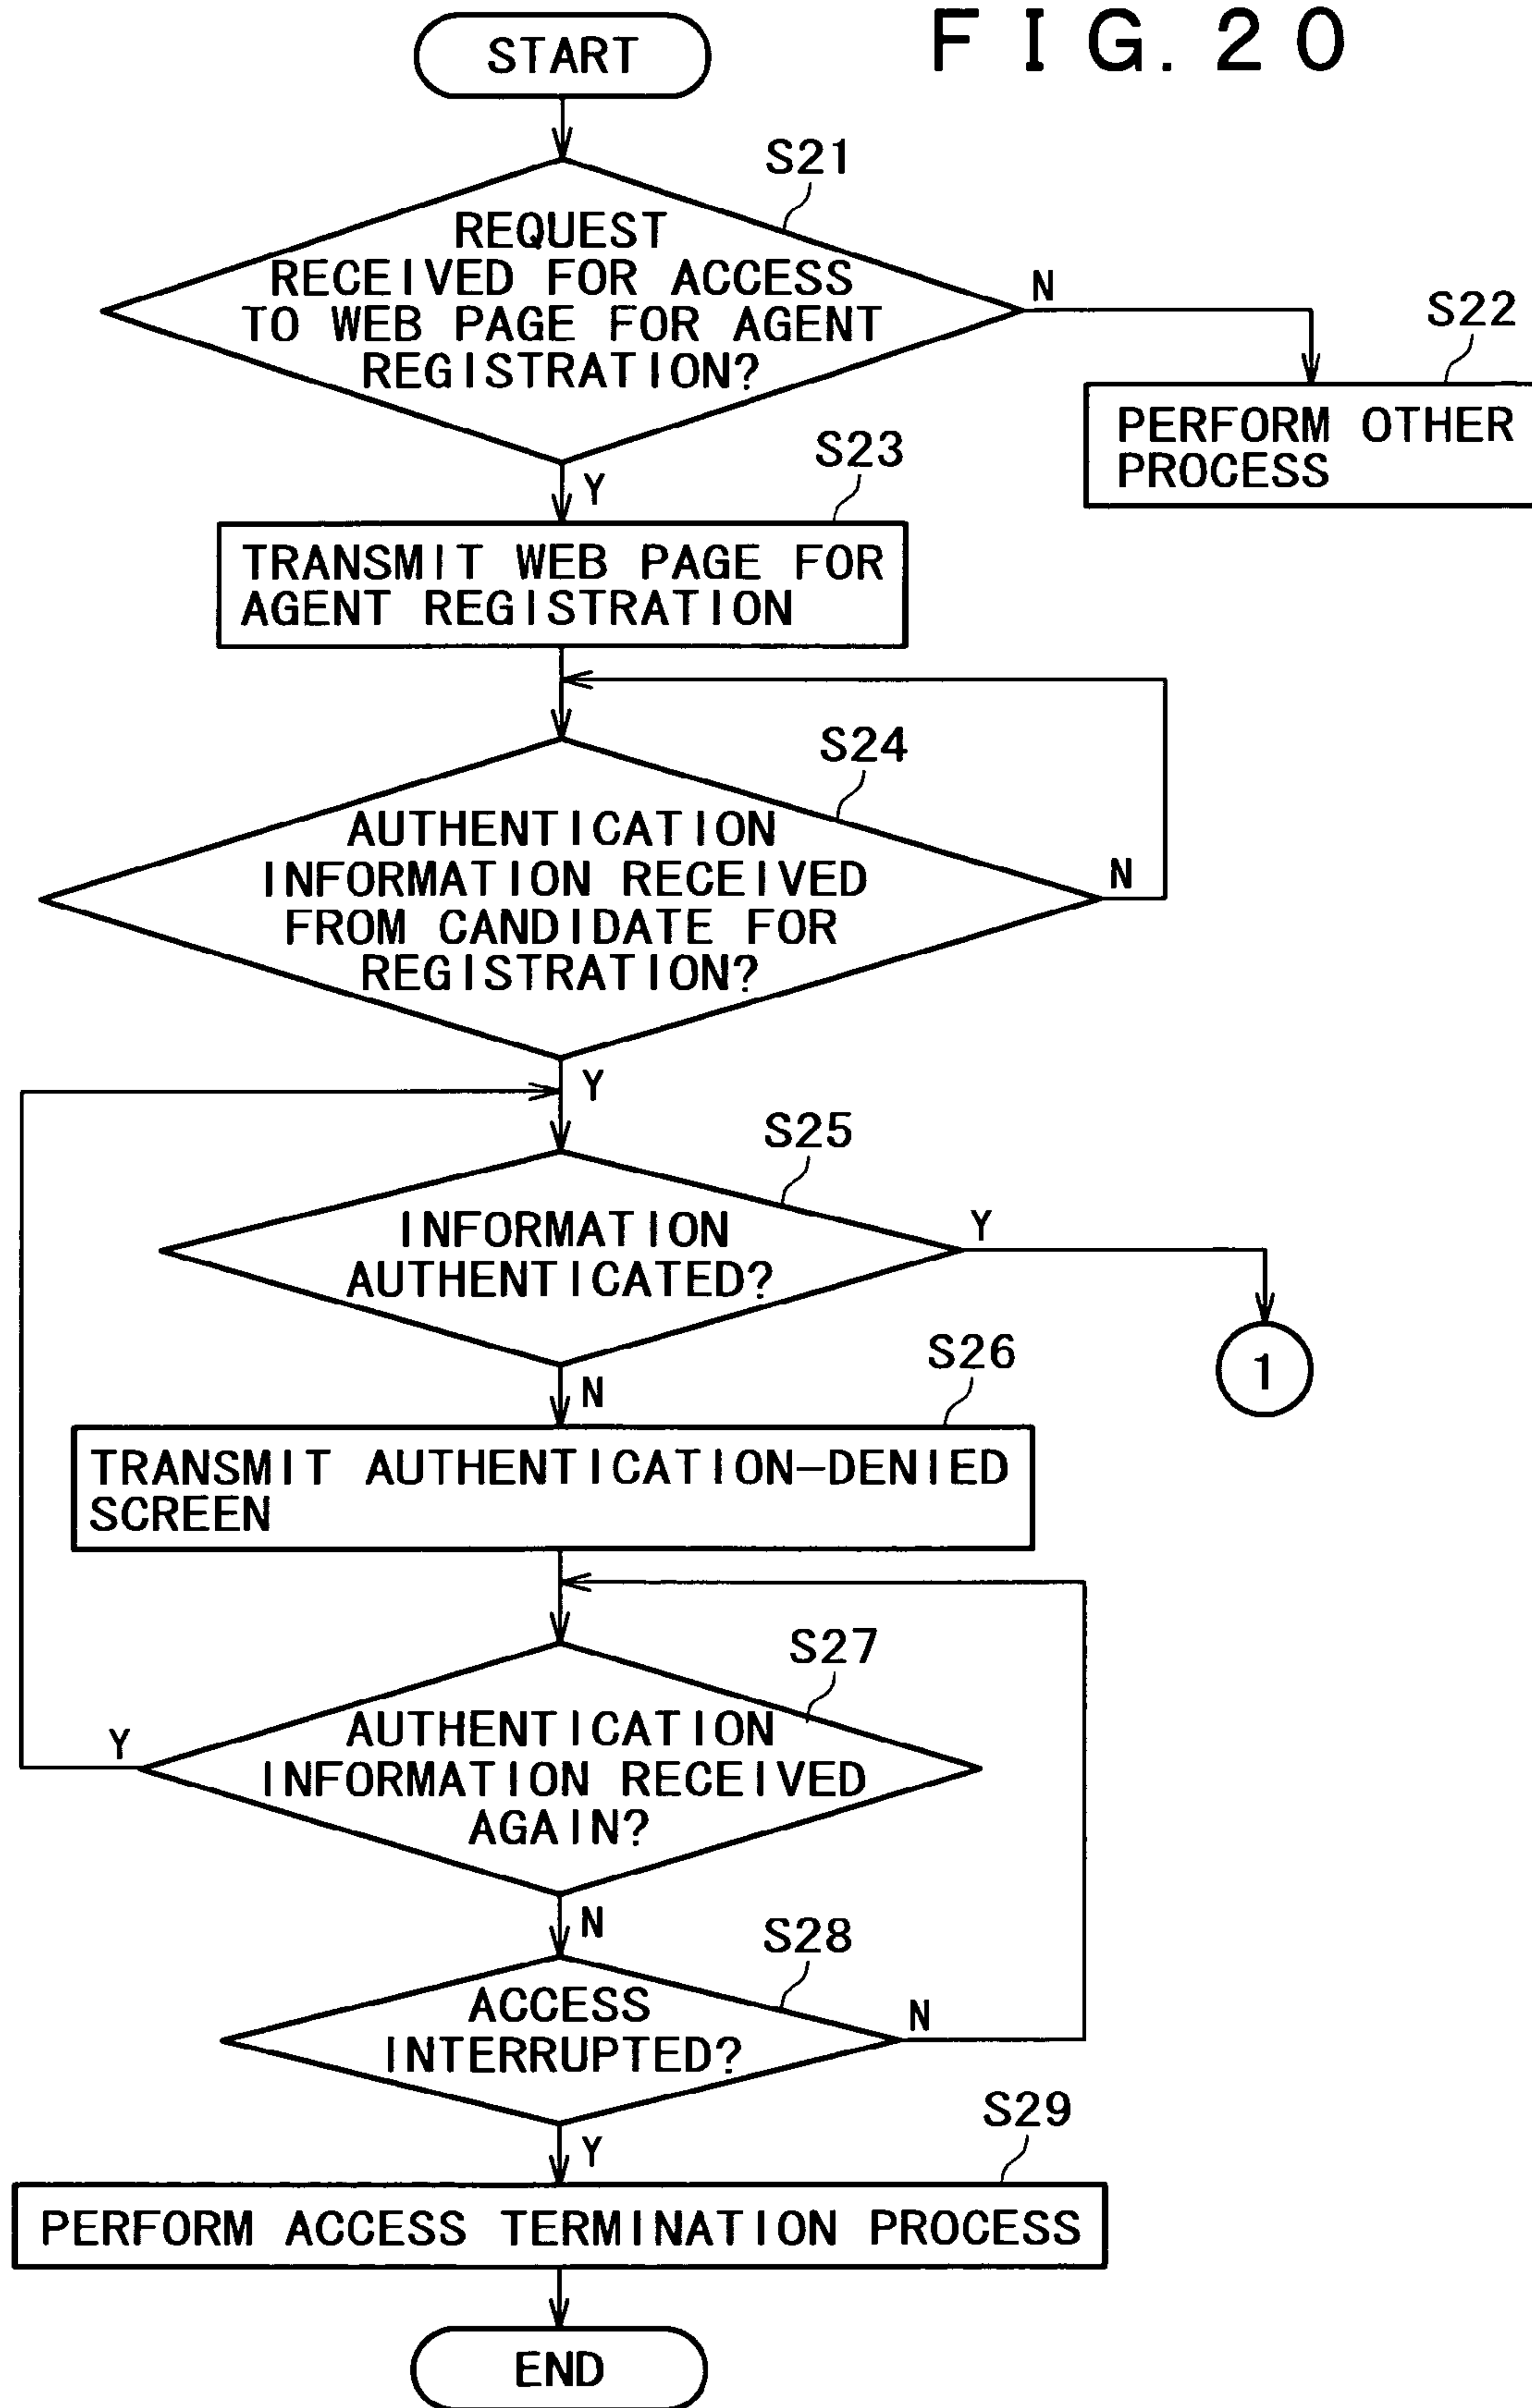 FIG. 20
START
S21
REQUEST
RECEIVED FOR ACCESS
TO WEB PAGE FOR AGENT
REGISTRATION?
N
S22
PERFORM OTHER
PROCESS
Y
S23
TRANSMIT WEB PAGE FOR
AGENT REGISTRATION
S24
AUTHENTICATION
INFORMATION RECEIVED
FROM CANDIDATE FOR
REGISTRATION?
N
Y
S25
INFORMATION
AUTHENTICATED?
Y
1
N
S26
TRANSMIT AUTHENTICATION-DENIED
SCREEN
S27
AUTHENTICATION
INFORMATION RECEIVED
AGAIN?
Y
N
S28
ACCESS
INTERRUPTED?
N
Y
S29
PERFORM ACCESS TERMINATION PROCESS
END